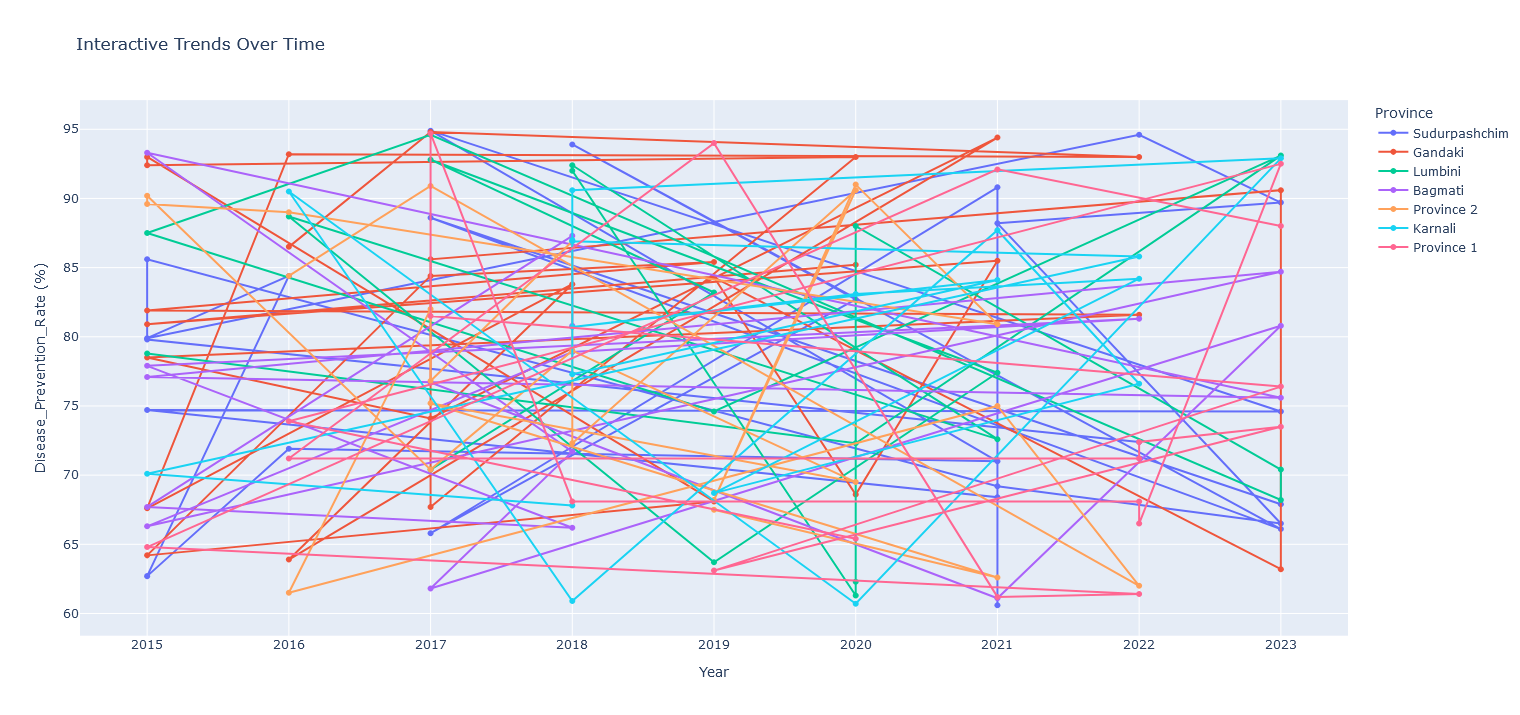 Interactive Trends Over Time
Province
Sudurpashchim
Gandaki
Lumbini
Bagmati
Province 2
Karnali
Province 1
Disease_Prevention_Rate (%)
95
90
85
80
75
70
65
60
2015 2016 2017 2018 2019 2020 2021 2022 2023
Year